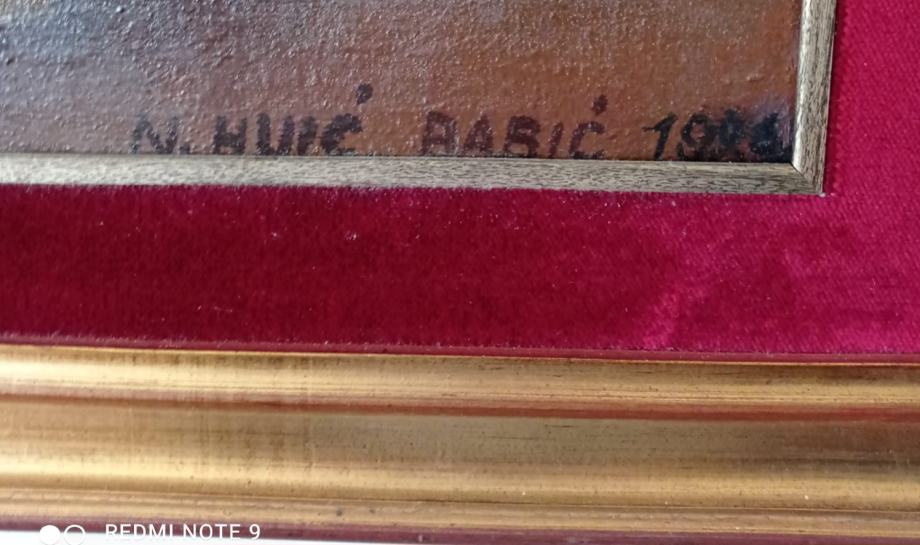 N. HUIĆ BABIĆ
REDMI NOTE 9